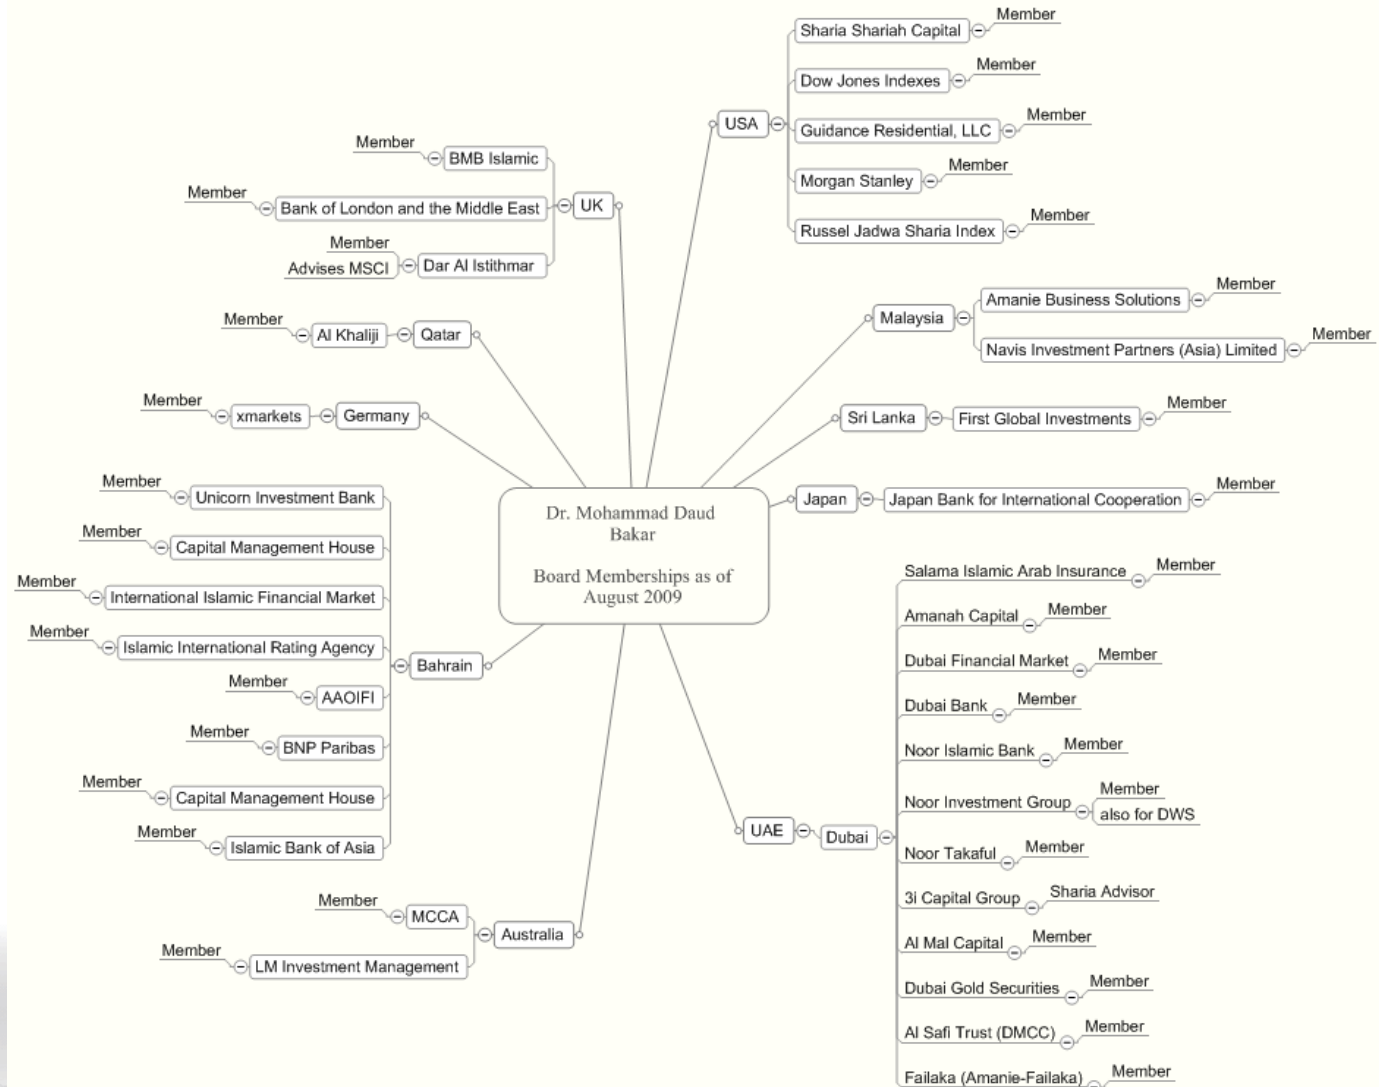 Dr. Mohammad Daud
Bakar
Board Memberships as of
August 2009
USA
Sharia Shariah Capital
Member
Dow Jones Indexes
Member
Guidance Residential, LLC
Member
Morgan Stanley
Member
Russel Jadwa Sharia Index
Member
Malaysia
Amanie Business Solutions
Member
Navis Investment Partners (Asia) Limited
Member
Sri Lanka
First Global Investments
Member
Japan
Japan Bank for International Cooperation
Member
UAE
Dubai
Salama Islamic Arab Insurance
Member
Amanah Capital
Member
Dubai Financial Market
Member
Dubai Bank
Member
Noor Islamic Bank
Member
Noor Investment Group
Member
also for DWS
Noor Takaful
Member
3i Capital Group
Sharia Advisor
Al Mal Capital
Member
Dubai Gold Securities
Member
Al Safi Trust (DMCC)
Member
Failaka (Amanie-Failaka)
Member
UK
BMB Islamic
Member
Bank of London and the Middle East
Member
Dar Al Istithmar
Member
Advises MSCI
Qatar
Al Khaliji
Member
Germany
xmarkets
Member
Bahrain
Unicorn Investment Bank
Member
Capital Management House
Member
International Islamic Financial Market
Member
Islamic International Rating Agency
Member
AAOIFI
Member
BNP Paribas
Member
Capital Management House
Member
Islamic Bank of Asia
Member
Australia
MCCA
Member
LM Investment Management
Member